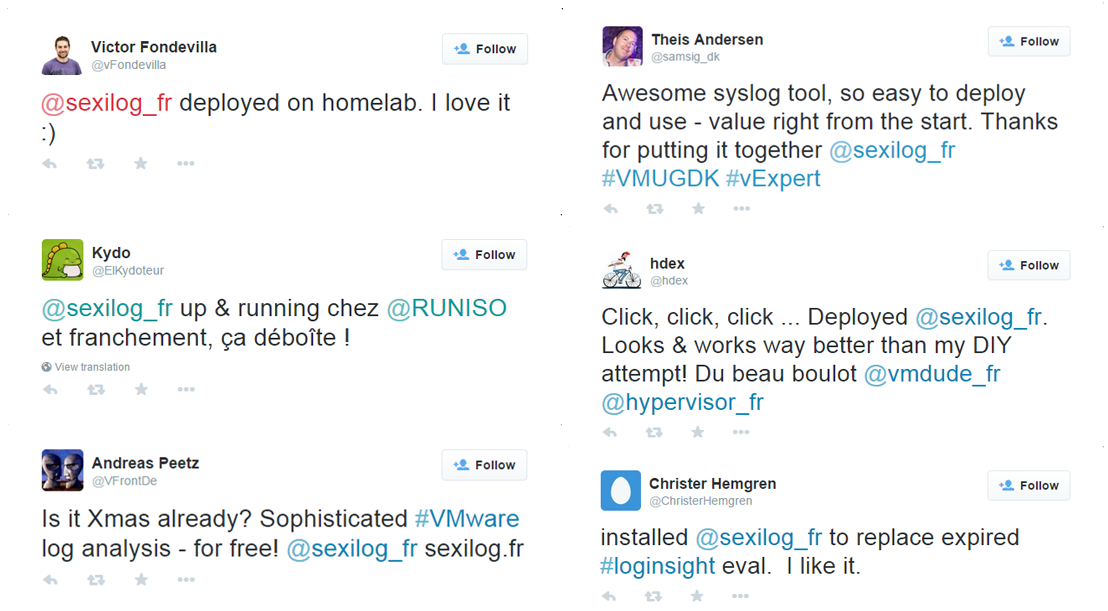 Victor Fondevilla
@vFondevilla
Follow
@sexilog_fr deployed on homelab. I love it
:)
Kydo
@ElKydoteur
Follow
@sexilog_fr up & running chez @RUNISO
et franchement, ça déboîte !
View translation
Andreas Peetz
@VFrontDe
Follow
Is it Xmas already? Sophisticated #VMware
log analysis - for free! @sexilog_fr sexilog.fr
Theis Andersen
@samsig_dk
Follow
Awesome syslog tool, so easy to deploy
and use - value right from the start. Thanks
for putting it together @sexilog_fr
#VMUGDK #vExpert
hdex
@hdex
Follow
Click, click, click ... Deployed @sexilog_fr.
Looks & works way better than my DIY
attempt! Du beau boulot @vmdude_fr
@hypervisor_fr
Christer Hemgren
@ChristerHemgren
Follow
installed @sexilog_fr to replace expired
#loginsight eval.  I like it.